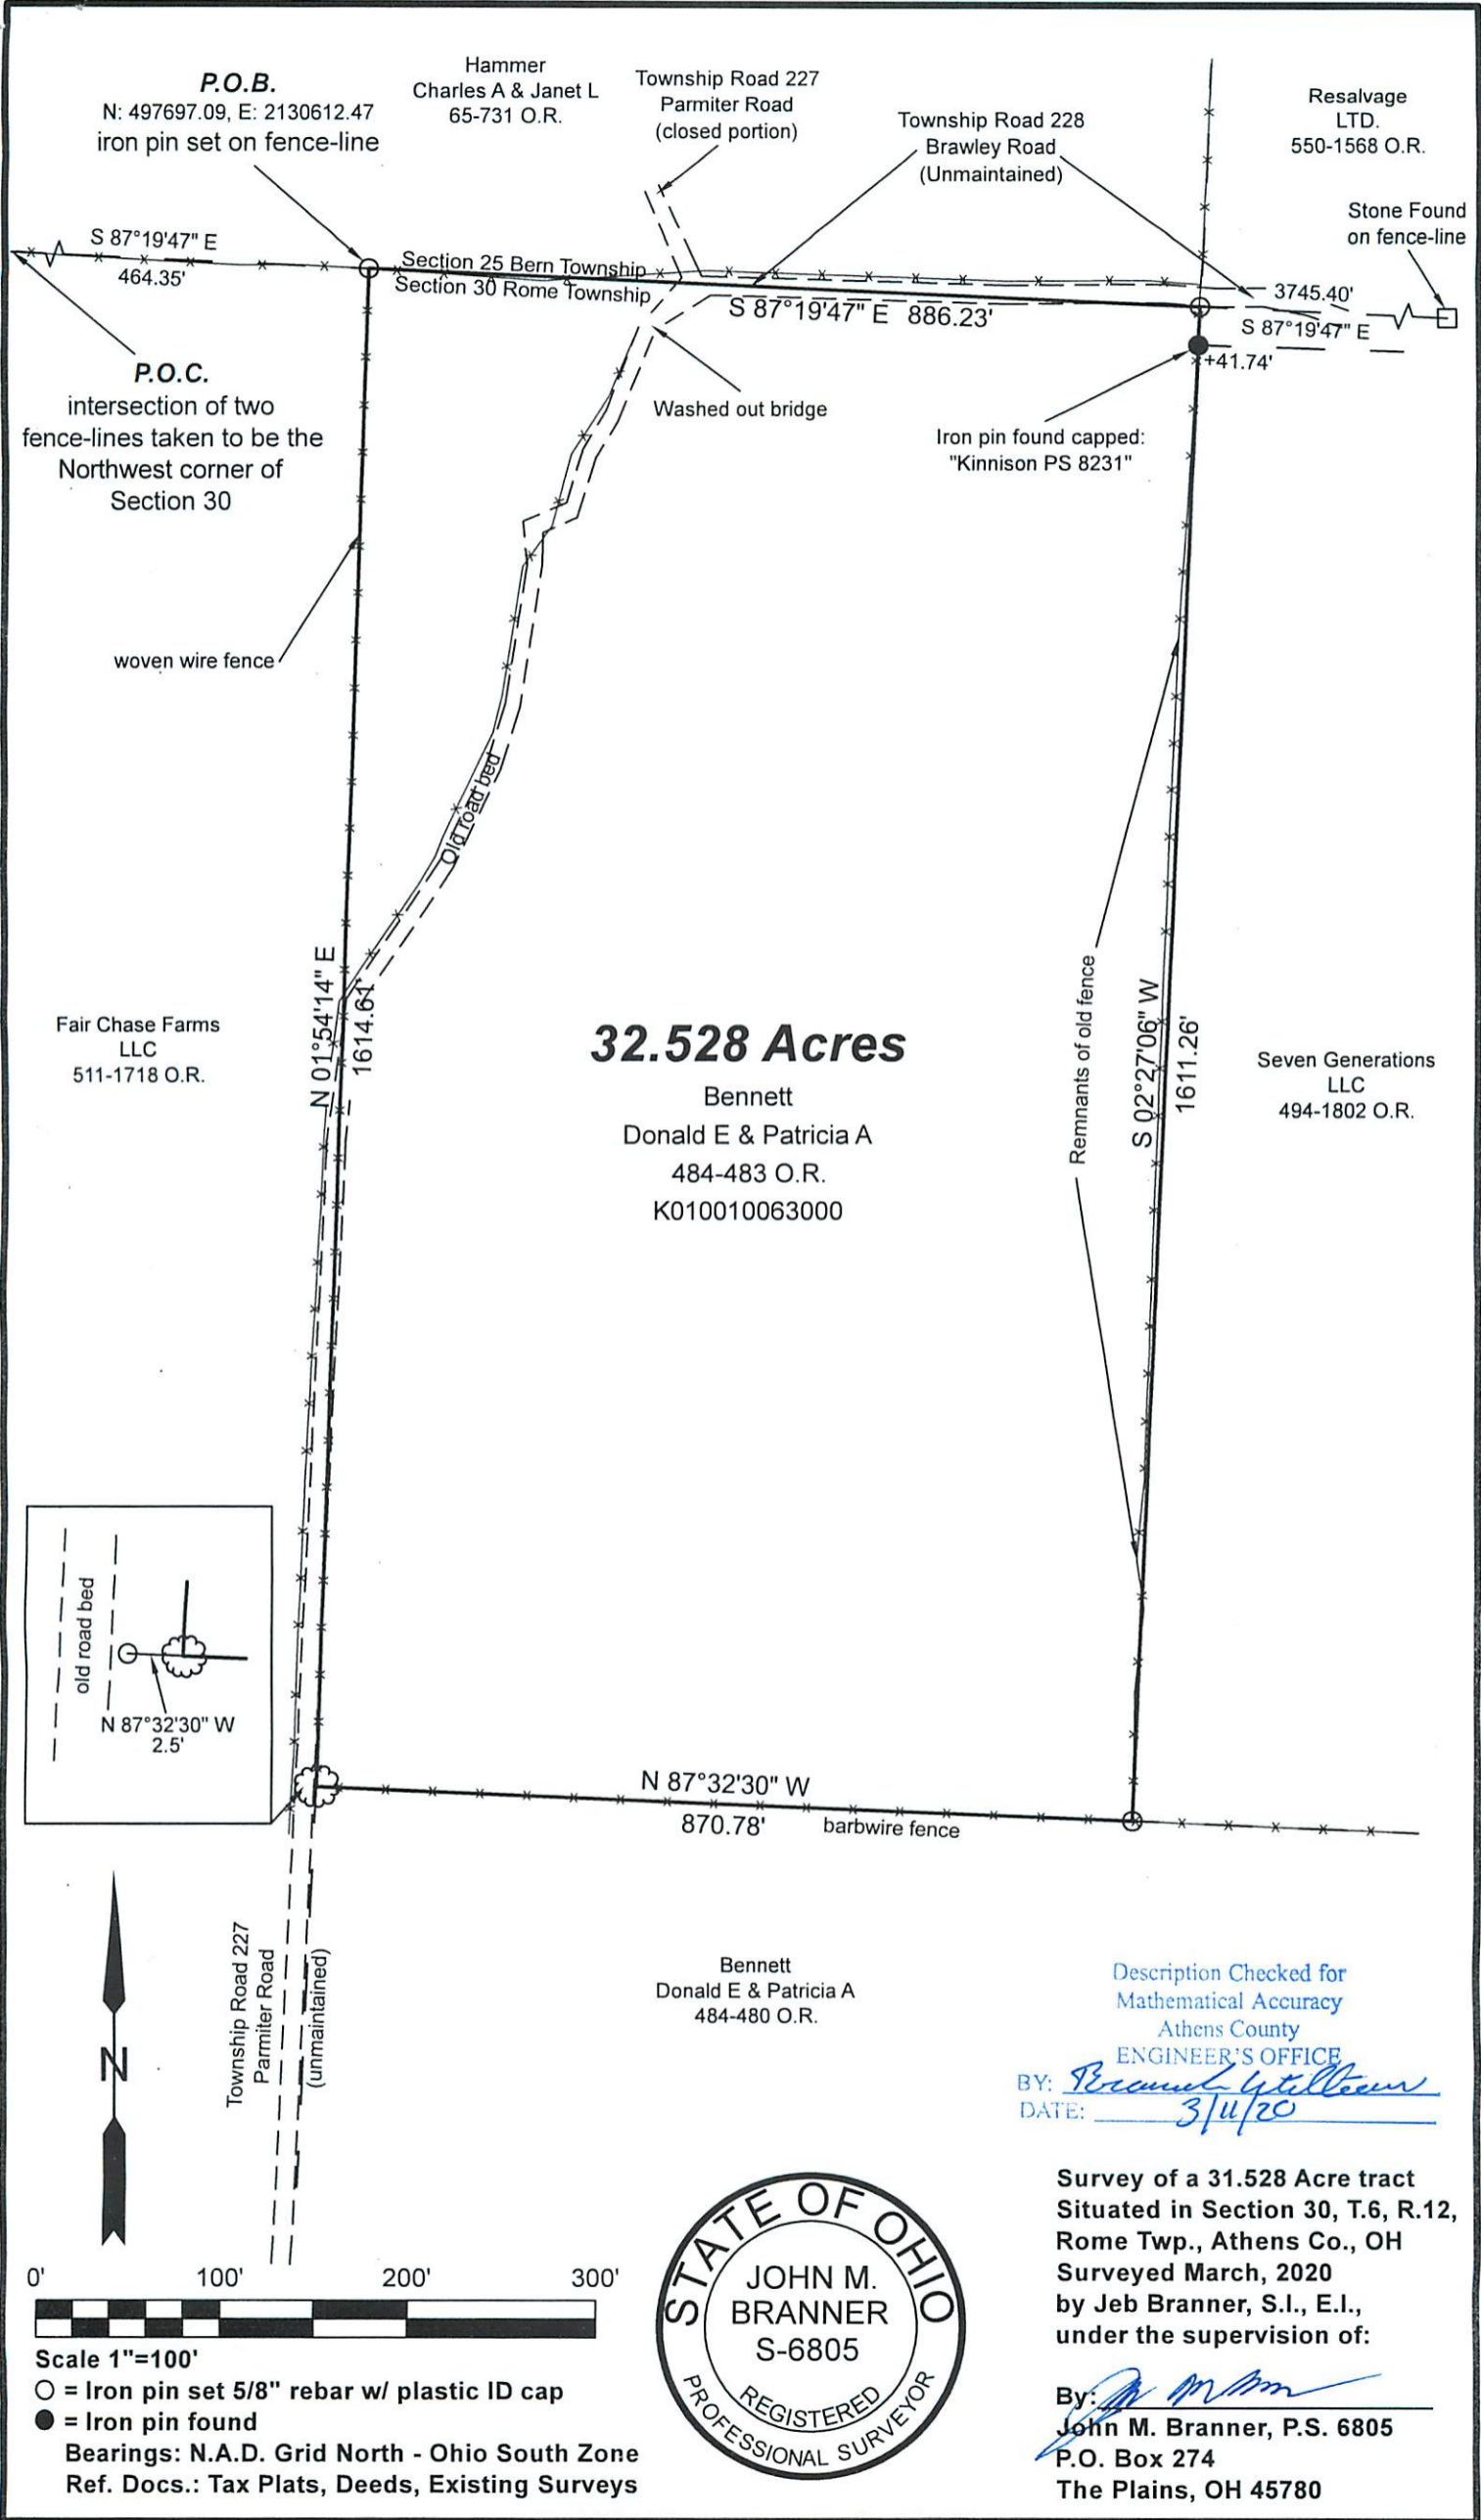 P.O.B.
N: 497697.09, E: 2130612.47
iron pin set on fence-line
Hammer
Charles A & Janet L
65-731 O.R.
Township Road 227
Parmiter Road
(closed portion)
Township Road 228
Brawley Road
(Unmaintained)
Resalvage
LTD.
550-1568 O.R.
Stone Found
on fence-line
S 87°19'47" E
464.35'
Section 25 Bern Township
Section 30 Rome Township
S 87°19'47" E 886.23'
3745.40'
S 87°19'47" E
+41.74'
P.O.C.
intersection of two
fence-lines taken to be the
Northwest corner of
Section 30
Washed out bridge
Iron pin found capped:
"Kinnison PS 8231"
woven wire fence
Old road bed
N 01°54'14" E
1614.61'
Fair Chase Farms
LLC
511-1718 O.R.
32.528 Acres
Bennett
Donald E & Patricia A
484-483 O.R.
K010010063000
Remnants of old fence
S 02°27'06" W
1611.26'
Seven Generations
LLC
494-1802 O.R.
old road bed
N 87°32'30" W
2.5'
N 87°32'30" W
870.78'
barbwire fence
Township Road 227
Parmiter Road
(unmaintained)
N
Bennett
Donald E & Patricia A
484-480 O.R.
Description Checked for
Mathematical Accuracy
Athens County
ENGINEER'S OFFICE
BY:
DATE: 3/11/20
0' 100' 200' 300'
Scale 1"=100'
O = Iron pin set 5/8" rebar w/ plastic ID cap
● = Iron pin found
Bearings: N.A.D. Grid North - Ohio South Zone
Ref. Docs.: Tax Plats, Deeds, Existing Surveys
STATE OF OHIO
JOHN M.
BRANNER
S-6805
REGISTERED
PROFESSIONAL SURVEYOR
Survey of a 31.528 Acre tract
Situated in Section 30, T.6, R.12,
Rome Twp., Athens Co., OH
Surveyed March, 2020
by Jeb Branner, S.I., E.I.,
under the supervision of:
By:
John M. Branner, P.S. 6805
P.O. Box 274
The Plains, OH 45780